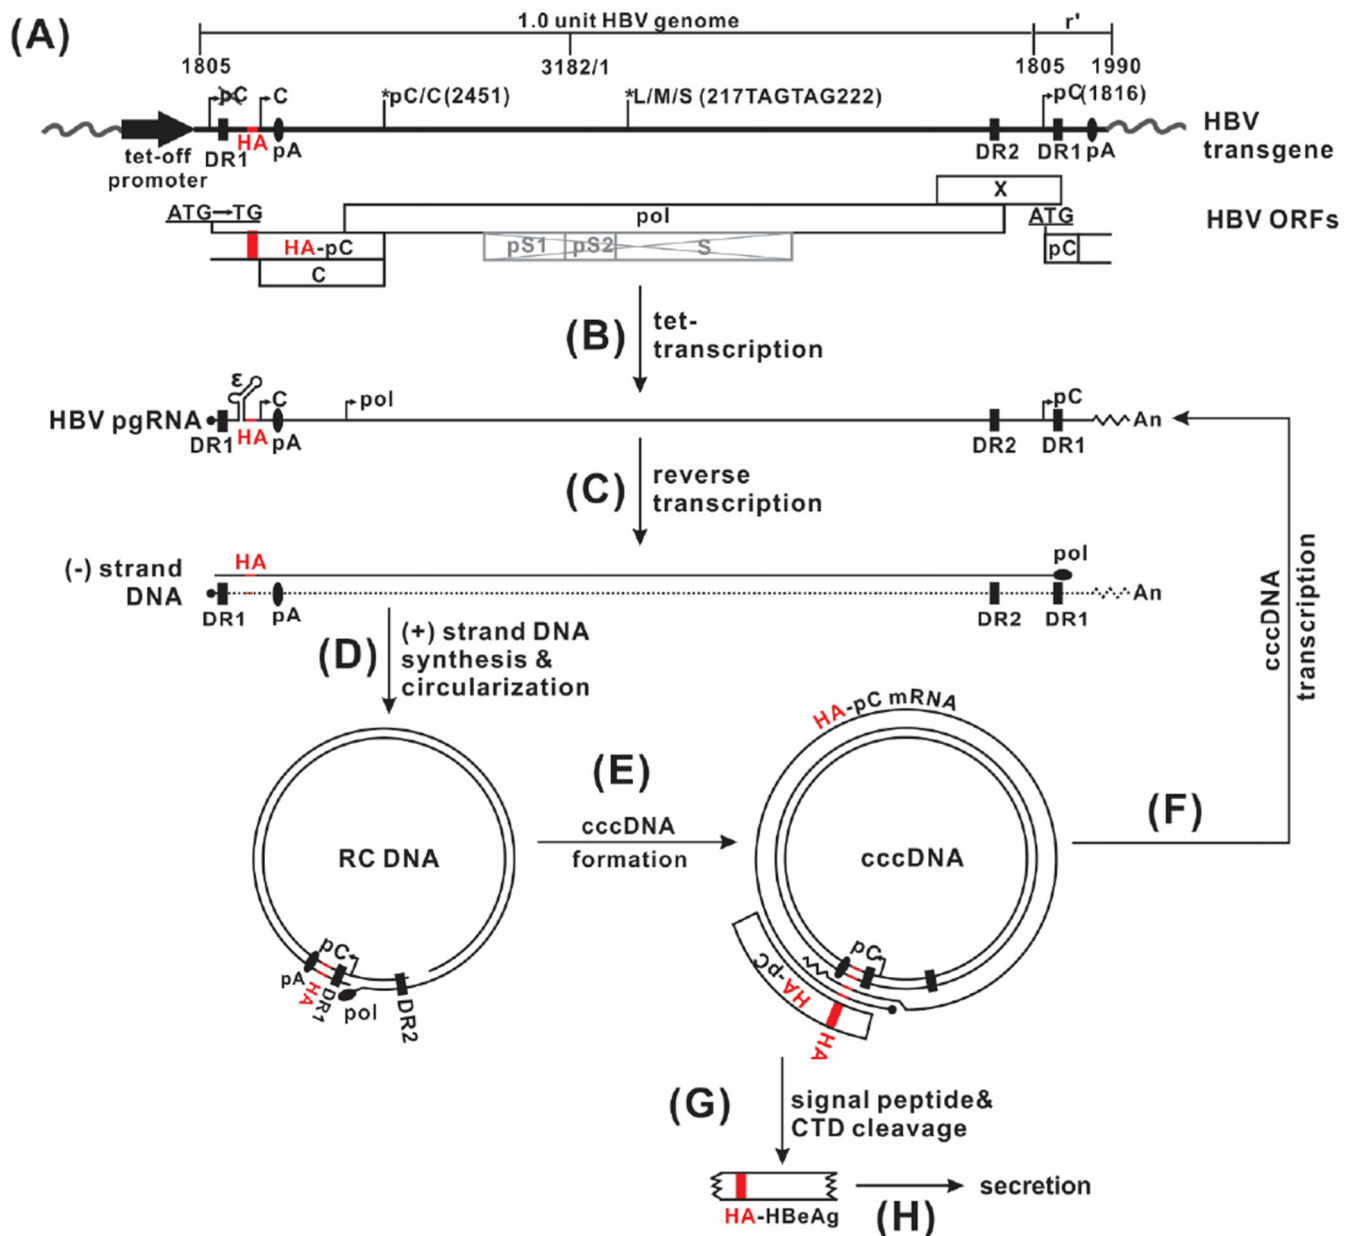 (A)
1.0 unit HBV genome
r'
1805
3182/1
1805
1990
pC
C
*pC/C(2451)
*L/M/S (217TAGTAG222)
pC(1816)
HBV
transgene
tet-off
promoter
DR1
HA
pA
DR2
DR1
pA
X
ATG→TG
pol
ATG
HBV ORFs
HA-pC
pS1
pS2
S
pC
C
(B)
tet-
transcription
ε
C
pol
pC
HBV pgRNA
An
DR1
HA
pA
DR2
DR1
(C)
reverse
transcription
HA
pol
(-) strand
DNA
An
DR1
pA
DR2
DR1
cccDNA
transcription
(D)
(+) strand DNA
synthesis &
circularization
HA-pC mRNA
(E)
cccDNA
formation
(F)
RC DNA
cccDNA
pC
pA
HA
DR1
pol
DR2
pC
HA-pC
HA
(G)
signal peptide&
CTD cleavage
HA-HBeAg
(H)
secretion